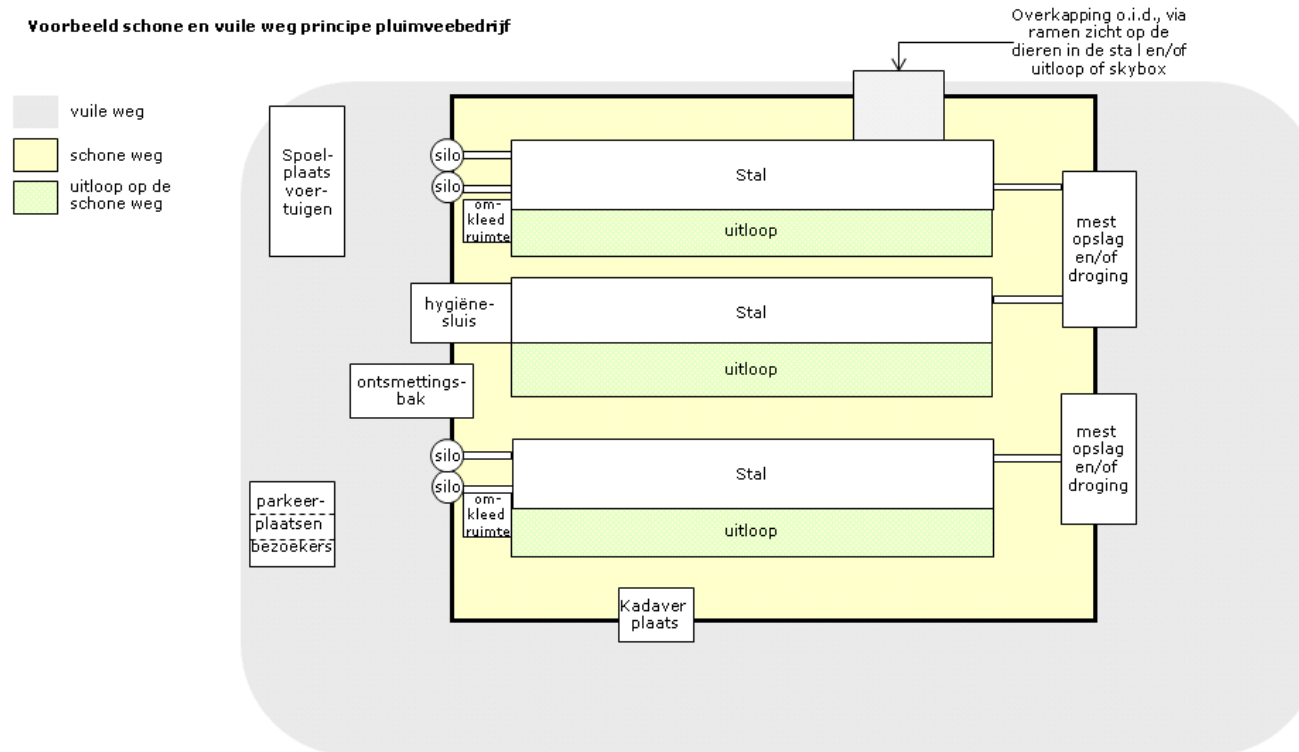 Voorbeeld schone en vuile weg principe pluimveebedrijf
Overkapping o.i.d., via
ramen zicht op de
dieren in de sta l en/of
uitloop of skybox
vuile weg
schone weg
uitloop op de
schone weg
Spoel-
plaats
voer-
tuigen
silo
silo
om-
kleed
ruimte
Stal
uitloop
mest
opslag
en/of
droging
hygiëne-
sluis
Stal
uitloop
ontsmettings-
bak
silo
silo
om-
kleed
ruimte
Stal
uitloop
mest
opslag
en/of
droging
parkeer-
plaatsen
bezoekers
Kadaver
plaats